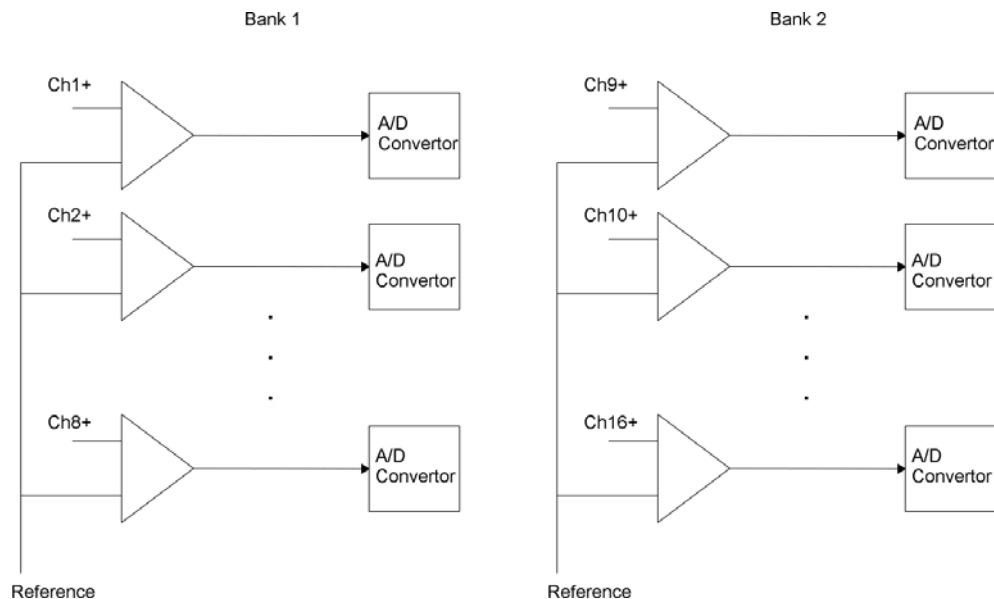 Bank 1
Ch1+
A/D
Convertor
Ch2+
A/D
Convertor
.
.
.
Ch8+
A/D
Convertor
Reference
Bank 2
Ch9+
A/D
Convertor
Ch10+
A/D
Convertor
.
.
.
Ch16+
A/D
Convertor
Reference